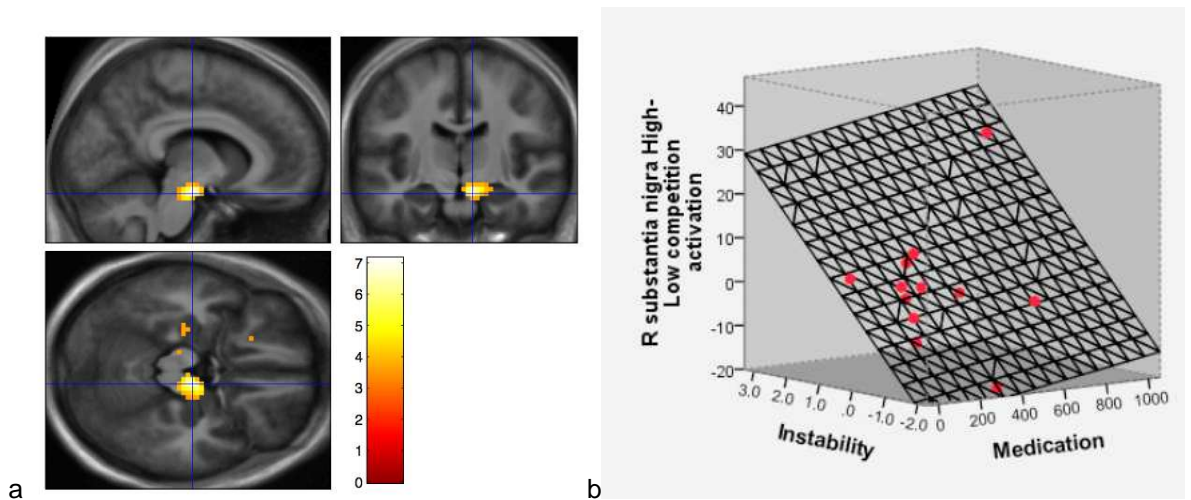 7
6
5
4
3
2
1
0
a
R substantia nigra High-
Low competition
activation
40
30
20
10
0
-10
-20
3.0 2.0 1.0 .0 -1.0 -2.0
Instability
0 200 400 600 800 1000
Medication
b